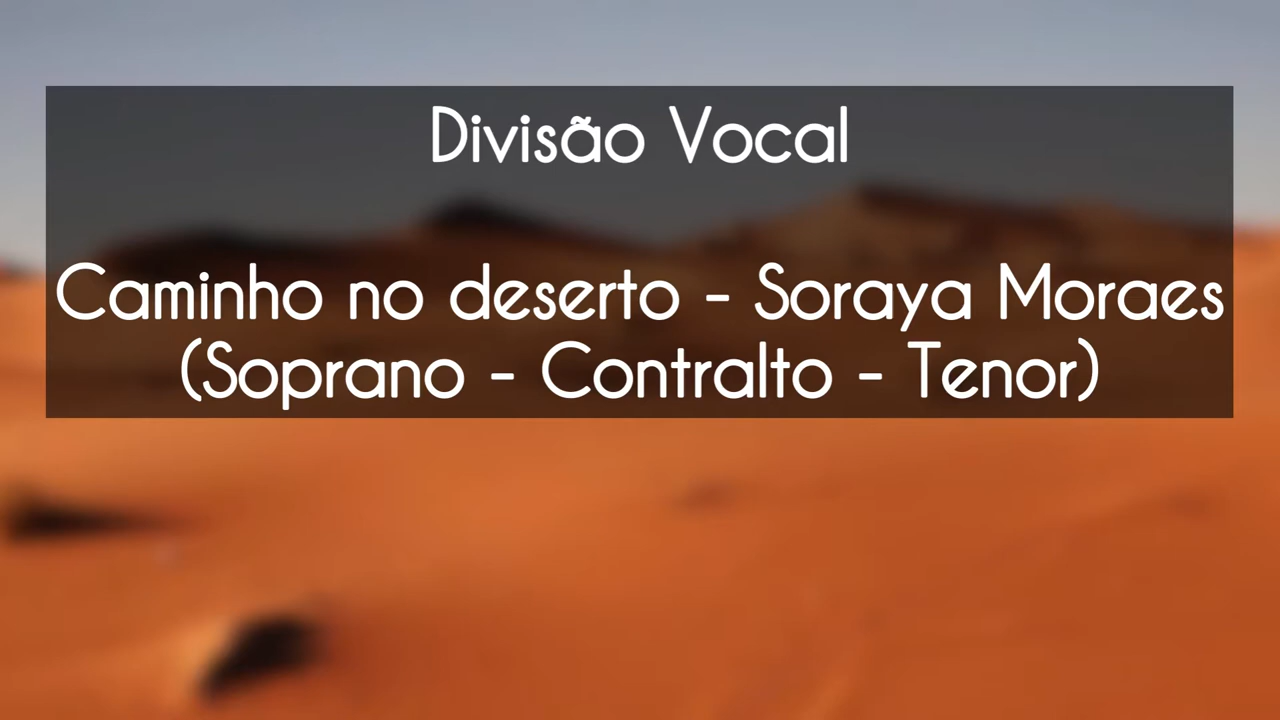 Divisão Vocal
Caminho no deserto - Soraya Moraes
(Soprano - Contralto - Tenor)